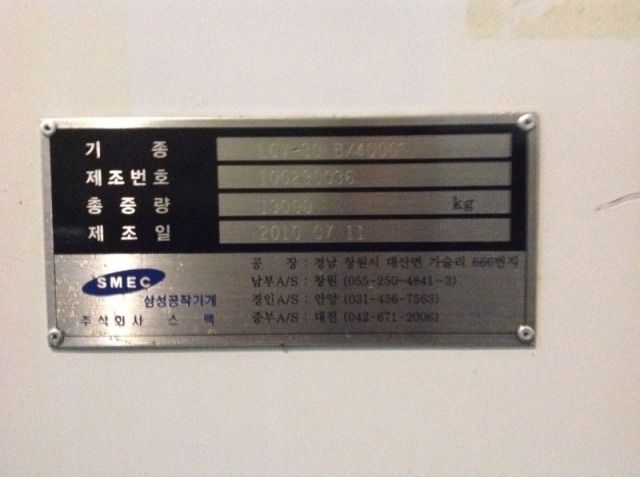 기 종
제조번호 100290036
총중량 13000 kg
제조일 2010 07 11
SMEC
삼성공작기계
주식회사 스 맥
공 장 : 경남 창원시 대산면 가술리 666번지
남부A/S : 창원 (055-250-4841~3)
경인A/S : 안양 (031-456-7563)
중부A/S : 대전 (042-671-2006)